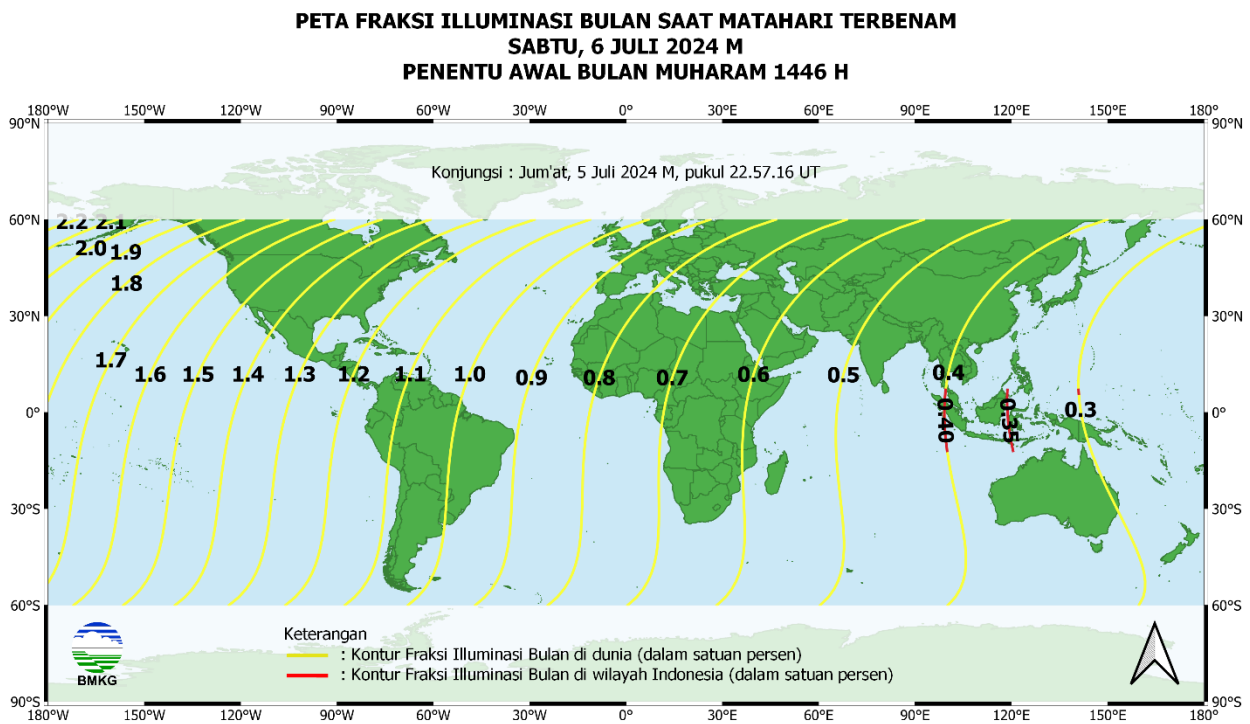 PETA FRAKSI ILLUMINASI BULAN SAAT MATAHARI TERBENAM
SABTU, 6 JULI 2024 M
PENENTU AWAL BULAN MUHARAM 1446 H
180°W 150°W 120°W 90°W 60°W 30°W 0° 30°E 60°E 90°E 120°E 150°E 180°
90°N 90°N
Konjungsi : Jum'at, 5 Juli 2024 M, pukul 22.57.16 UT
60°N 60°N
2.2 2.1
2.0 1.9
1.8
30°N 30°N
1.7 1.6 1.5 1.4 1.3 1.2 1.1 1.0 0.9 0.8 0.7 0.6 0.5 0.4
0° 0.40 0.35 0.3 0°
30°S 30°S
60°S 60°S
Keterangan
: Kontur Fraksi Illuminasi Bulan di dunia (dalam satuan persen)
: Kontur Fraksi Illuminasi Bulan di wilayah Indonesia (dalam satuan persen)
BMKG
90°S 90°S
180°W 150°W 120°W 90°W 60°W 30°W 0° 30°E 60°E 90°E 120°E 150°E 180°